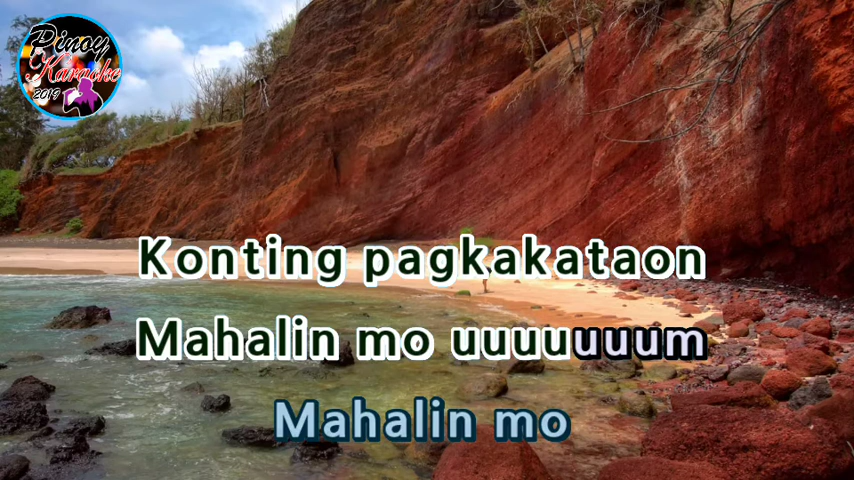 Pinoy
Karaoke
2019
Konting pagkakataon
Mahalin mo uuuuuuum
Mahalin mo